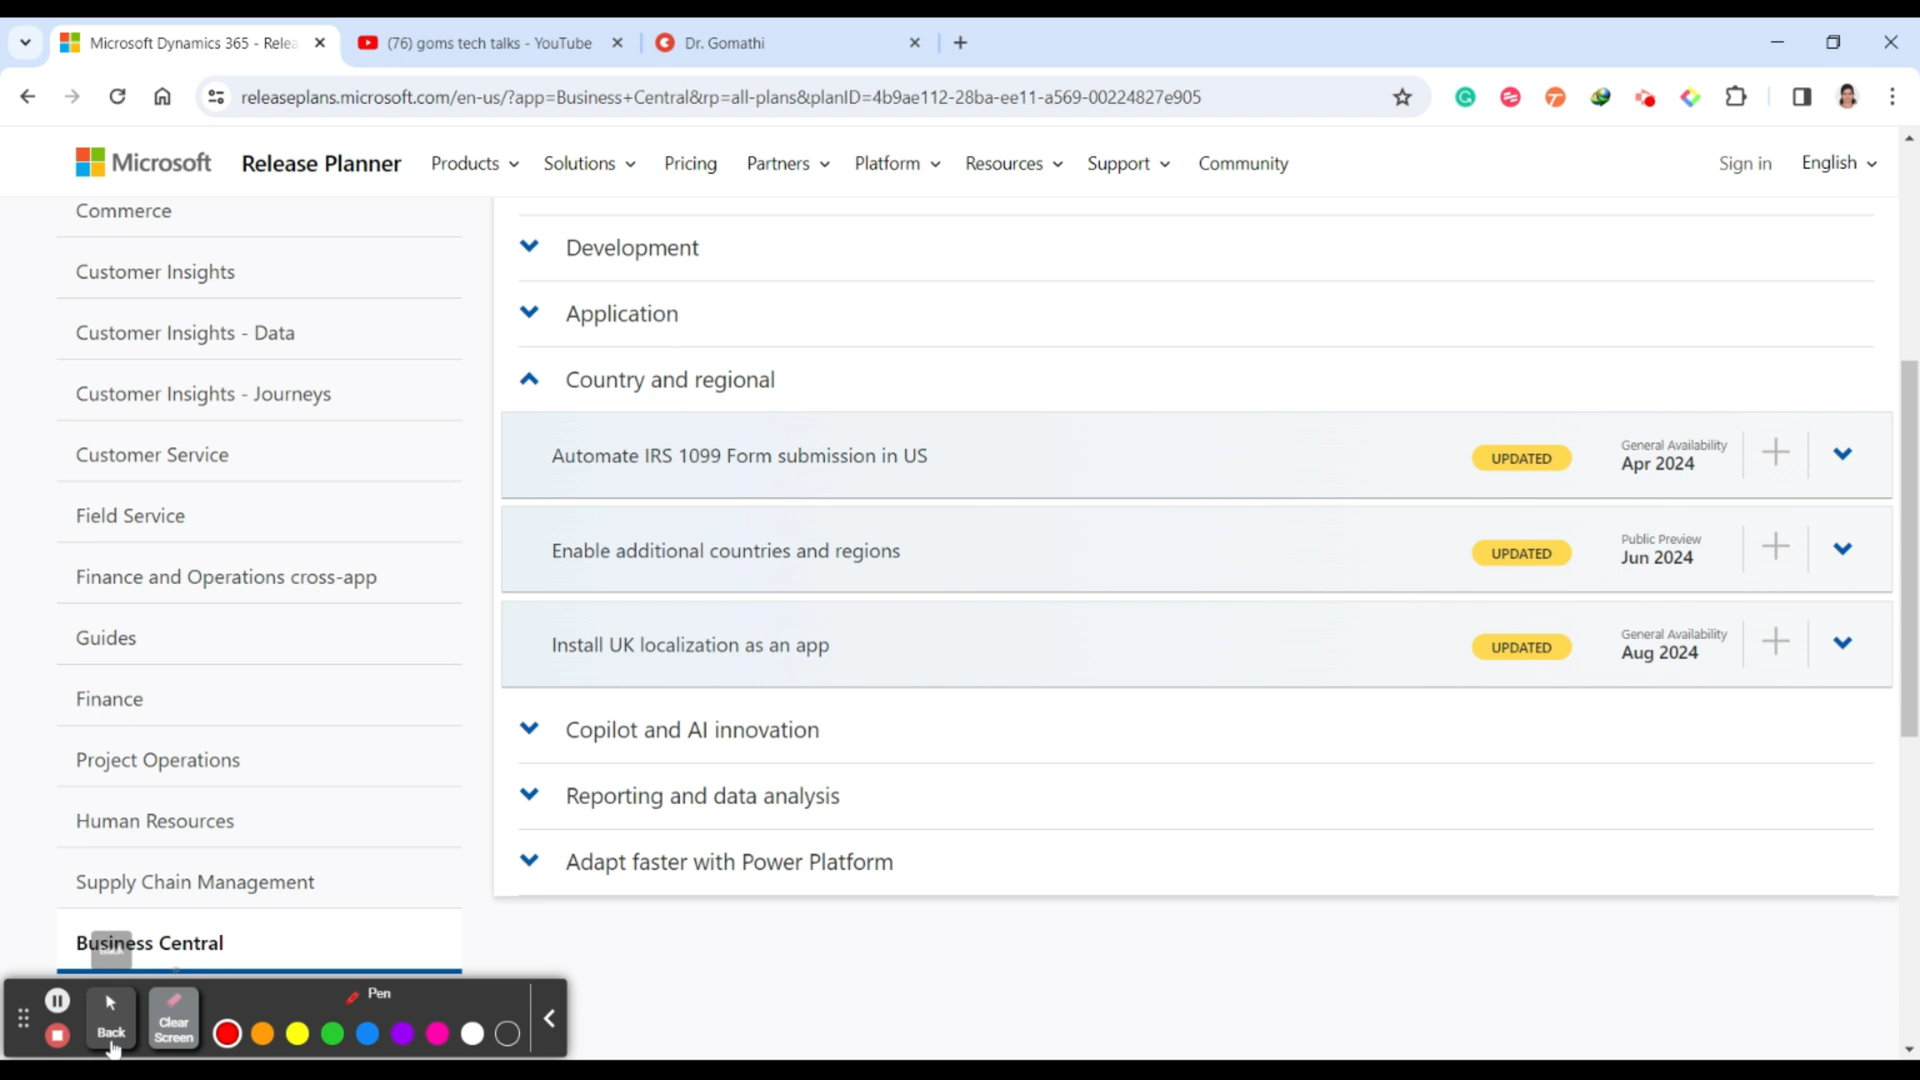 Microsoft Dynamics 365 - Relea
(76) goms tech talks - YouTube
Dr. Gomathi
releaseplans.microsoft.com/en-us/?app=Business+Central&rp=all-plans&planID=4b9ae112-28ba-ee11-a569-00224827e905
Microsoft
Release Planner
Products
Solutions
Pricing
Partners
Platform
Resources
Support
Community
Sign in
English
Commerce
Customer Insights
Customer Insights - Data
Customer Insights - Journeys
Customer Service
Field Service
Finance and Operations cross-app
Guides
Finance
Project Operations
Human Resources
Supply Chain Management
Business Central
Development
Application
Country and regional
Automate IRS 1099 Form submission in US
UPDATED
General Availability
Apr 2024
Enable additional countries and regions
UPDATED
Public Preview
Jun 2024
Install UK localization as an app
UPDATED
General Availability
Aug 2024
Copilot and AI innovation
Reporting and data analysis
Adapt faster with Power Platform
Back
Clear
Screen
Pen